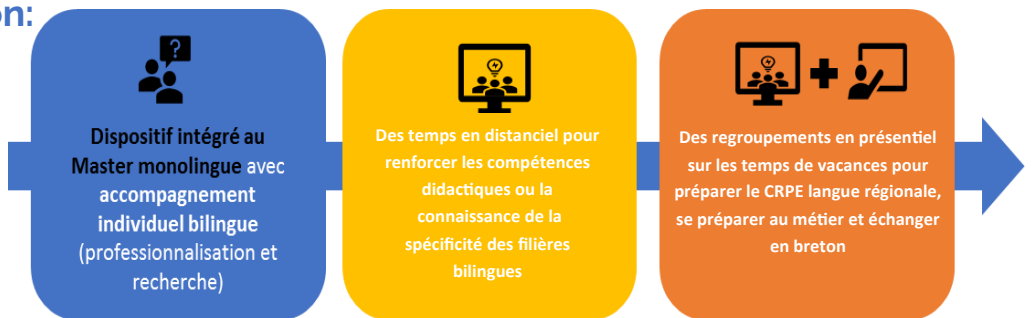 on:
?
Dispositif intégré au
Master monolingue avec
accompagnement
individuel bilingue
(professionnalisation et
recherche)
Des temps en distanciel pour
renforcer les compétences
didactiques ou la
connaissance de la
spécificité des filières
bilingues
Des regroupements en présentiel
sur les temps de vacances pour
préparer le CRPE langue régionale,
se préparer au métier et échanger
en breton